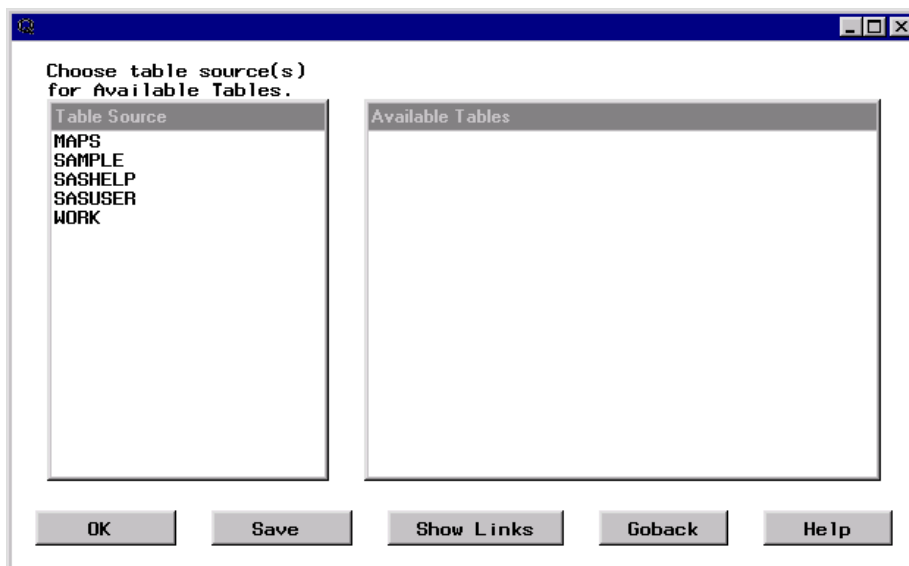 Choose table source(s)
for Available Tables.
Table Source
Available Tables
MAPS
SAMPLE
SASHELP
SASUSER
WORK
OK
Save
Show Links
Goback
Help